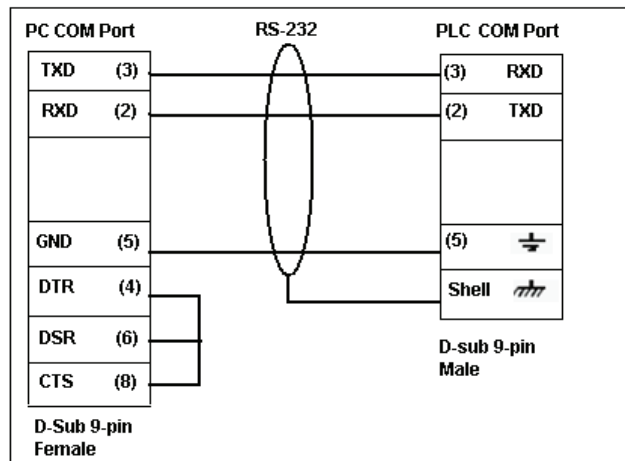 PC COM Port
RS-232
PLC COM Port
TXD (3)
(3) RXD
RXD (2)
(2) TXD
GND (5)
(5)
DTR (4)
Shell
DSR (6)
CTS (8)
D-sub 9-pin
Male
D-Sub 9-pin
Female